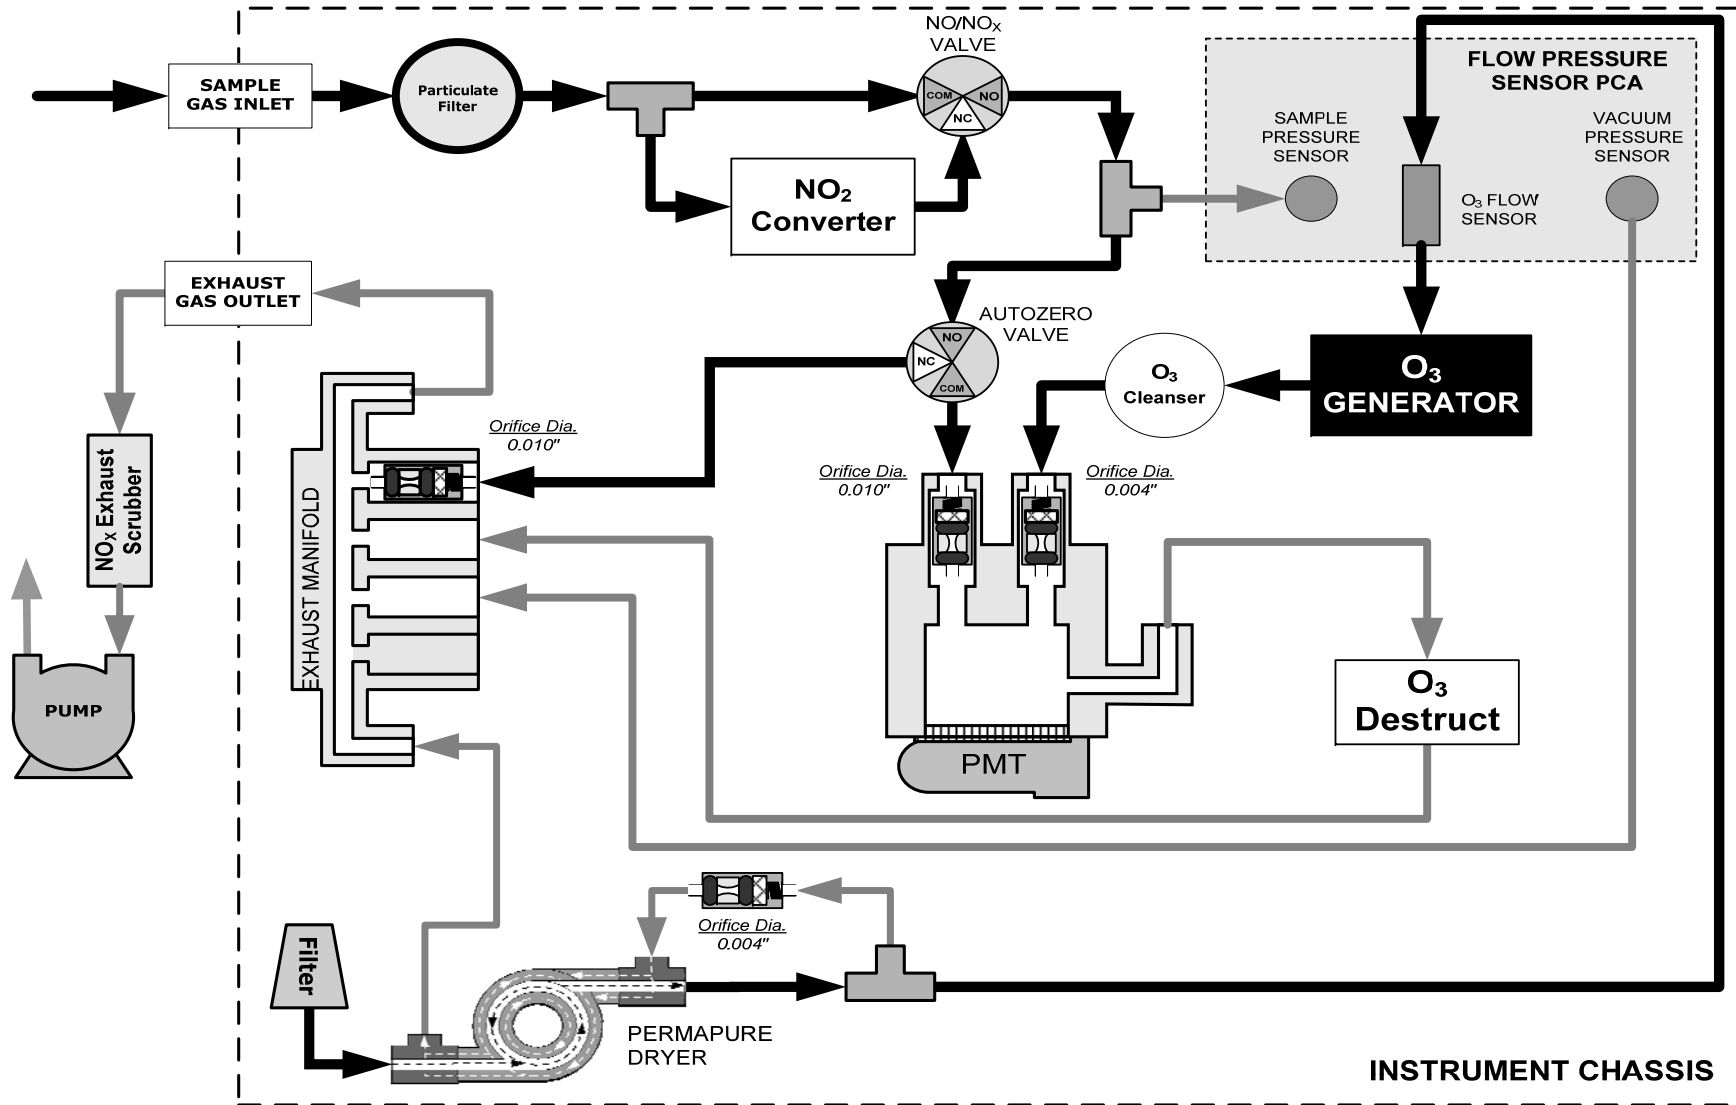 NO/NOX
VALVE
SAMPLE
GAS INLET
Particulate
Filter
COM
NO
NC
FLOW PRESSURE
SENSOR PCA
SAMPLE
PRESSURE
SENSOR
VACUUM
PRESSURE
SENSOR
O3 FLOW
SENSOR
NO2
Converter
EXHAUST
GAS OUTLET
AUTOZERO
VALVE
NO
NC
COM
O3
Cleanser
O3
GENERATOR
Orifice Dia.
0.010"
Orifice Dia.
0.010"
Orifice Dia.
0.004"
NOX Exhaust
Scrubber
EXHAUST MANIFOLD
PUMP
O3
Destruct
PMT
Orifice Dia.
0.004"
Filter
PERMAPURE
DRYER
INSTRUMENT CHASSIS